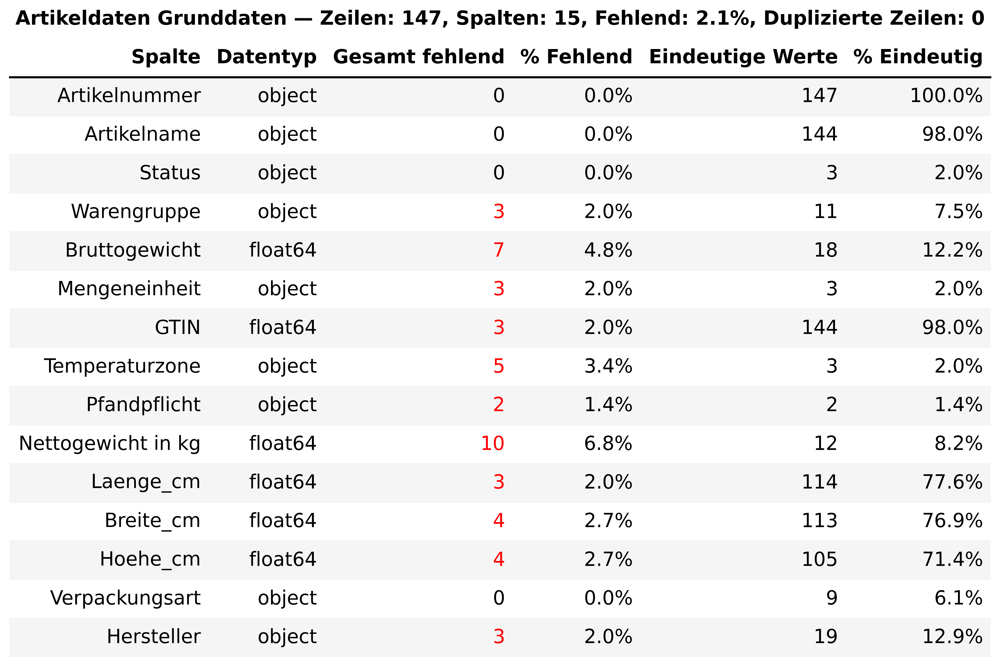 Artikeldaten Grunddaten — Zeilen: 147, Spalten: 15, Fehlend: 2.1%, Duplizierte Zeilen: 0
Spalte Datentyp Gesamt fehlend % Fehlend Eindeutige Werte % Eindeutig
Artikelnummer object 0 0.0% 147 100.0%
Artikelname object 0 0.0% 144 98.0%
Status object 0 0.0% 3 2.0%
Warengruppe object 3 2.0% 11 7.5%
Bruttogewicht float64 7 4.8% 18 12.2%
Mengeneinheit object 3 2.0% 3 2.0%
GTIN float64 3 2.0% 144 98.0%
Temperaturzone object 5 3.4% 3 2.0%
Pfandpflicht object 2 1.4% 2 1.4%
Nettogewicht in kg float64 10 6.8% 12 8.2%
Laenge_cm float64 3 2.0% 114 77.6%
Breite_cm float64 4 2.7% 113 76.9%
Hoehe_cm float64 4 2.7% 105 71.4%
Verpackungsart object 0 0.0% 9 6.1%
Hersteller object 3 2.0% 19 12.9%